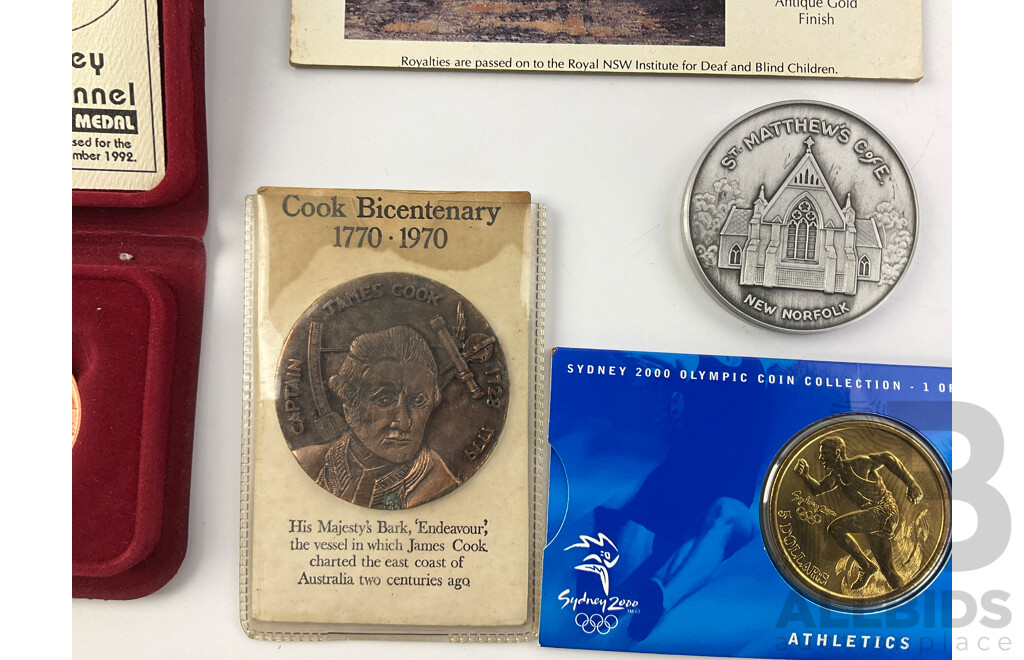 ey
nnel
MEDAL
sed for the
mber 1992.
Antique Gold
Finish
Royalties are passed on to the Royal NSW Institute for Deaf and Blind Children.
Cook Bicentenary
1770 · 1970
CAPTAIN JAMES COOK
1728 1779
His Majesty's Bark, 'Endeavour',
the vessel in which James Cook
charted the east coast of
Australia two centuries ago
ST. MATTHEW'S C of E.
NEW NORFOLK
SYDNEY 2000 OLYMPIC COIN COLLECTION - 1 OF
5 DOLLARS
Sydney 2000
ATHLETICS
B
ALLBIDS
place